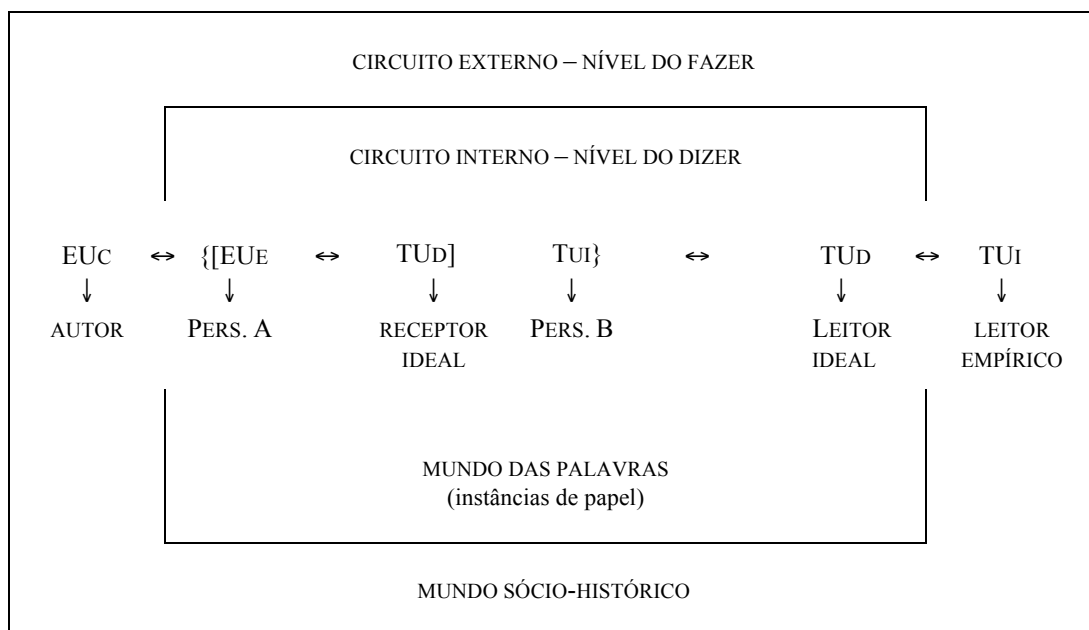 CIRCUITO EXTERNO – NÍVEL DO FAZER
CIRCUITO INTERNO – NÍVEL DO DIZER
EUC ↔ {[EUE ↔ TUD] TUI} ↔ TUD ↔ TUI
↓ ↓ ↓ ↓ ↓ ↓
AUTOR PERS. A RECEPTOR PERS. B LEITOR LEITOR
IDEAL IDEAL EMPÍRICO
MUNDO DAS PALAVRAS
(instâncias de papel)
MUNDO SÓCIO-HISTÓRICO